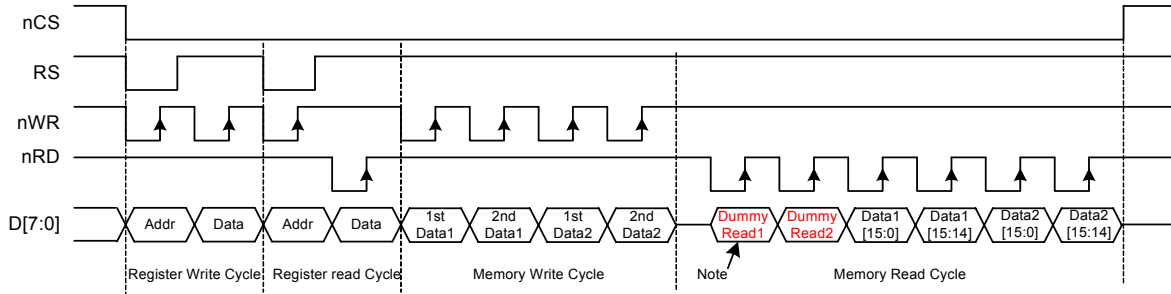 nCS
RS
nWR
nRD
D[7:0]
Addr
Data
Addr
Data
1st
Data1
2nd
Data1
1st
Data2
2nd
Data2
Dummy
Read1
Dummy
Read2
Data1
[15:0]
Data1
[15:14]
Data2
[15:0]
Data2
[15:14]
Register Write Cycle
Register read Cycle
Memory Write Cycle
Note
Memory Read Cycle